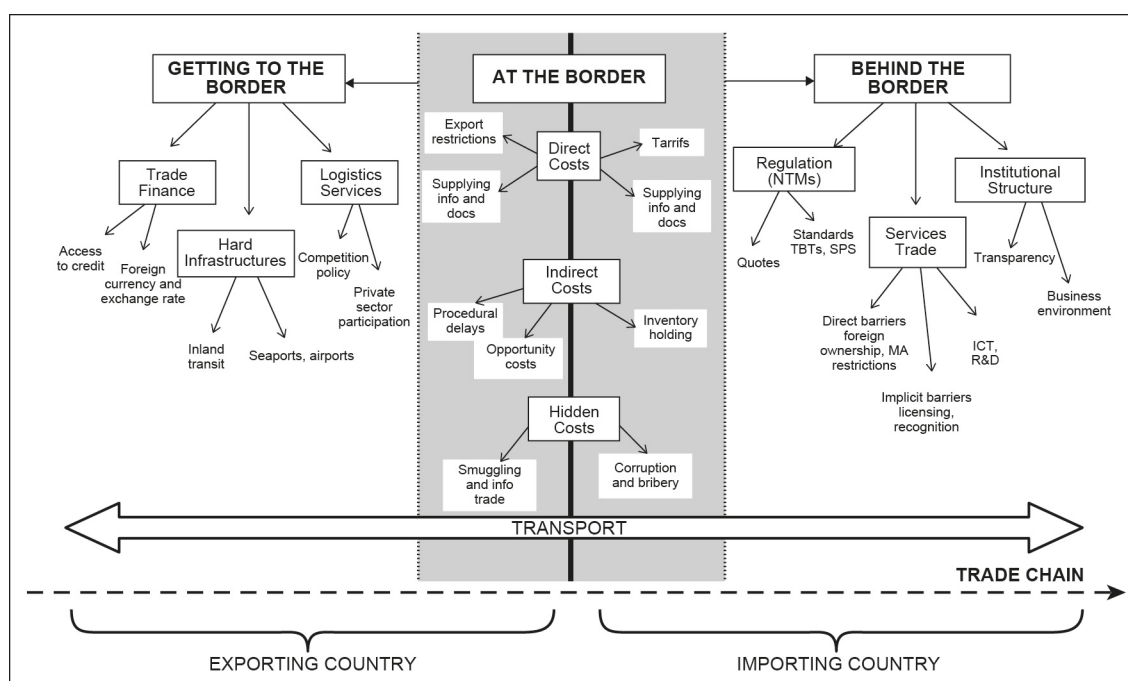 GETTING TO THE
BORDER
AT THE BORDER
BEHIND THE
BORDER
Trade
Finance
Logistics
Services
Hard
Infrastructures
Access
to credit
Foreign
currency and
exchange rate
Competition
policy
Private
sector
participation
Inland
transit
Seaports, airports
Export
restrictions
Direct
Costs
Tarrifs
Supplying
info and
docs
Supplying
info and
docs
Indirect
Costs
Procedural
delays
Opportunity
costs
Inventory
holding
Hidden
Costs
Smuggling
and info
trade
Corruption
and bribery
Regulation
(NTMs)
Institutional
Structure
Services
Trade
Quotes
Standards
TBTs, SPS
Transparency
Business
environment
Direct barriers
foreign
ownership, MA
restrictions
ICT,
R&D
Implicit barriers
licensing,
recognition
TRANSPORT
TRADE CHAIN
EXPORTING COUNTRY
IMPORTING COUNTRY